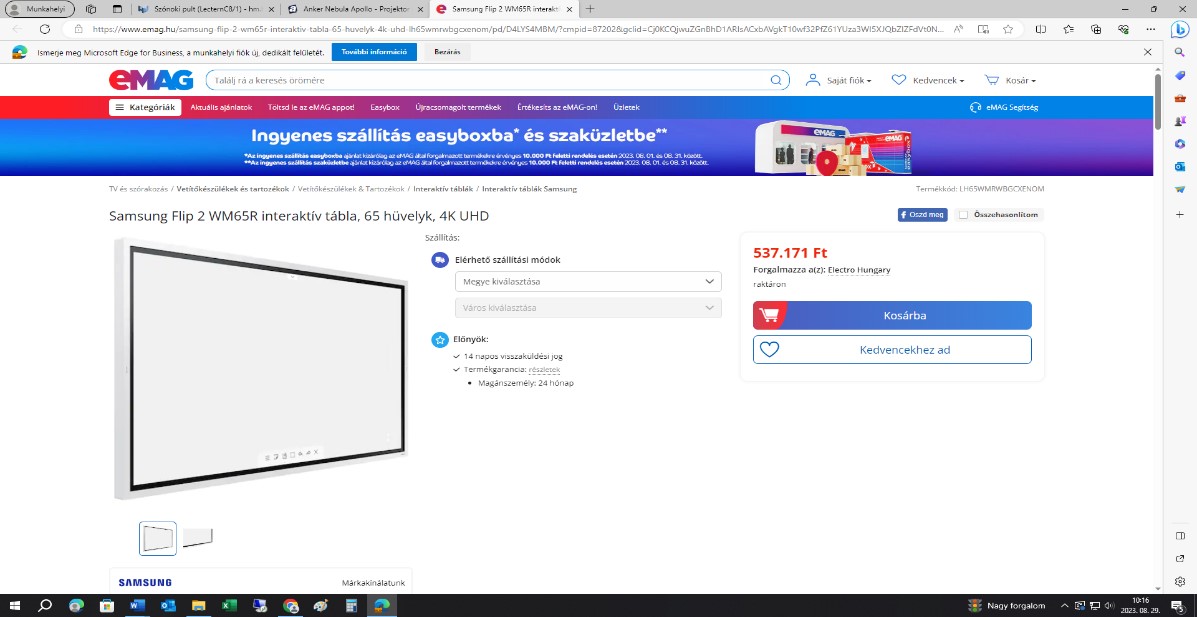 Munkahelyi
Szónoki pult (LecternC8/1) - hm.
Anker Nebula Apollo - Projektor
Samsung Flip 2 WM65R interaktív
https://www.emag.hu/samsung-flip-2-wm65r-interaktiv-tabla-65-huvelyk-4k-uhd-lh65wmrwbgcxenom/pd/D4LYS4MBM/?cmpid=87202&gclid=Cj0KCQjwuZGnBhD1ARIsACxbAVgkT10wf32PfZ61YUza3WI5XJQbZIZFdVt0N...
Ismerje meg Microsoft Edge for Business, a munkahelyi fiók új, dedikált felületét.
További információ
Bezárás
eMAG
Találj rá a keresés örömére
Saját fiók
Kedvencek
Kosár
Kategóriák
Aktuális ajánlatok
Töltsd le az eMAG appot!
Easybox
Újracsomagolt termékek
Értékesíts az eMAG-on!
Üzletek
eMAG Segítség
Ingyenes szállítás easyboxba* és szaküzletbe**
*Az ingyenes szállítás easyboxba ajánlat kizárólag az eMAG által forgalmazott termékekre érvényes 10.000 Ft feletti rendelés esetén 2023. 08. 01. és 08. 31. között.
**Az ingyenes szállítás szaküzletbe ajánlat kizárólag az eMAG által forgalmazott termékekre érvényes 10.000 Ft feletti rendelés esetén 2023. 08. 01. és 08. 31. között.
eMAG
TV és szórakozás / Vetítőkészülékek és tartozékok / Vetítőkészülékek & Tartozékok / Interaktív táblák / Interaktív táblák Samsung
Termékkód: LH65WMRWBGCXENOM
Samsung Flip 2 WM65R interaktív tábla, 65 hüvelyk, 4K UHD
Oszd meg
Összehasonlítom
Szállítás:
Elérhető szállítási módok
Megye kiválasztása
Város kiválasztása
Előnyök:
14 napos visszaküldési jog
Termékgarancia: részletek
Magánszemély: 24 hónap
537.171 Ft
Forgalmazza a(z): Electro Hungary
raktáron
Kosárba
Kedvencekhez ad
SAMSUNG
Márkakínálatunk
Nagy forgalom
10:16
2023. 08. 29.